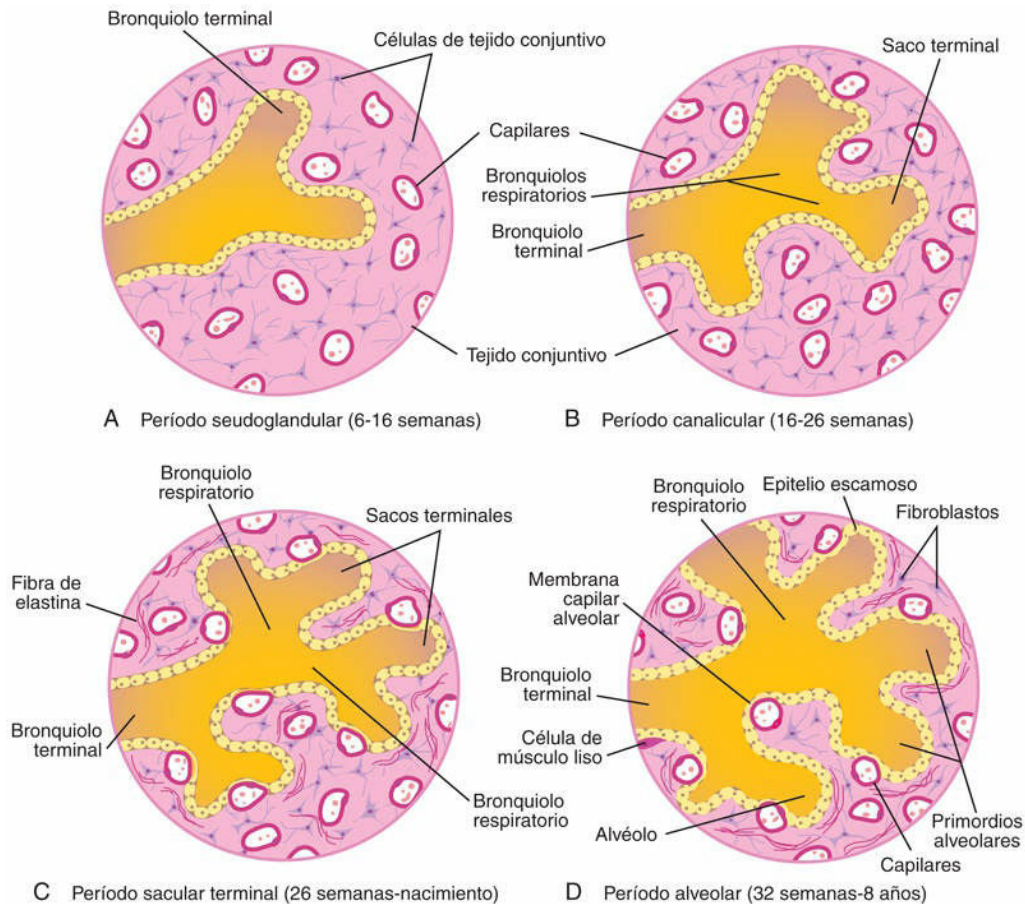 Bronquiolo terminal
Células de tejido conjuntivo
Saco terminal
Capilares
Bronquiolos
respiratorios
Bronquiolo
terminal
Tejido conjuntivo
A Período seudoglandular (6-16 semanas)
B Período canalicular (16-26 semanas)
Bronquiolo
respiratorio
Sacos terminales
Fibra de
elastina
Bronquiolo
terminal
Bronquiolo
respiratorio
C Período sacular terminal (26 semanas-nacimiento)
Bronquiolo
respiratorio
Epitelio escamoso
Fibroblastos
Membrana
capilar
alveolar
Bronquiolo
terminal
Célula de
músculo liso
Alvéolo
Primordios
alveolares
Capilares
D Período alveolar (32 semanas-8 años)